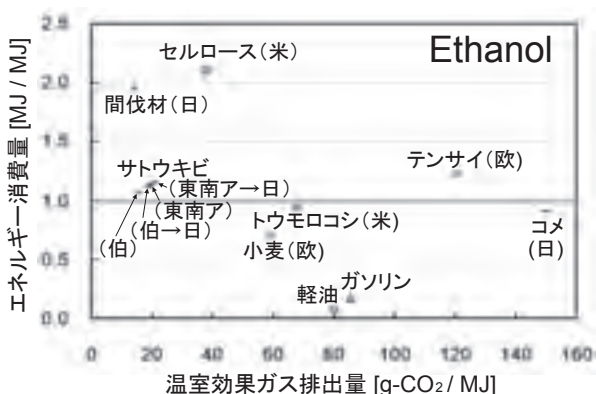 Ethanol
エネルギー消費量 [MJ / MJ]
2.5
2.0
1.5
1.0
0.5
0.0
セルロース(米)
間伐材(日)
サトウキビ
(東南ア→日)
(東南ア)
(伯→日)
(伯)
テンサイ(欧)
トウモロコシ(米)
小麦(欧)
コメ
(日)
ガソリン
軽油
0 20 40 60 80 100 120 140 160
温室効果ガス排出量 [g-CO₂ / MJ]